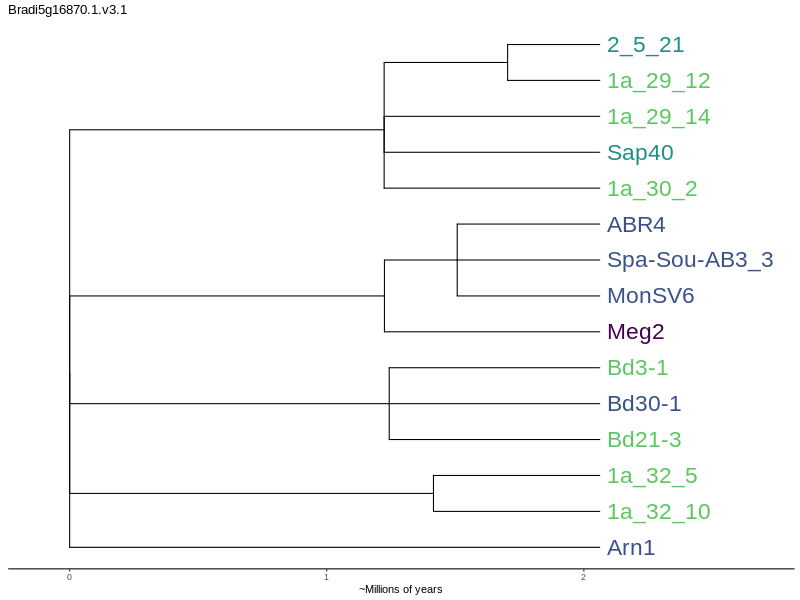 Bradi5g16870.1.v3.1
2_5_21
1a_29_12
1a_29_14
Sap40
1a_30_2
ABR4
Spa-Sou-AB3_3
MonSV6
Meg2
Bd3-1
Bd30-1
Bd21-3
1a_32_5
1a_32_10
Arn1
0 1 2
~Millions of years